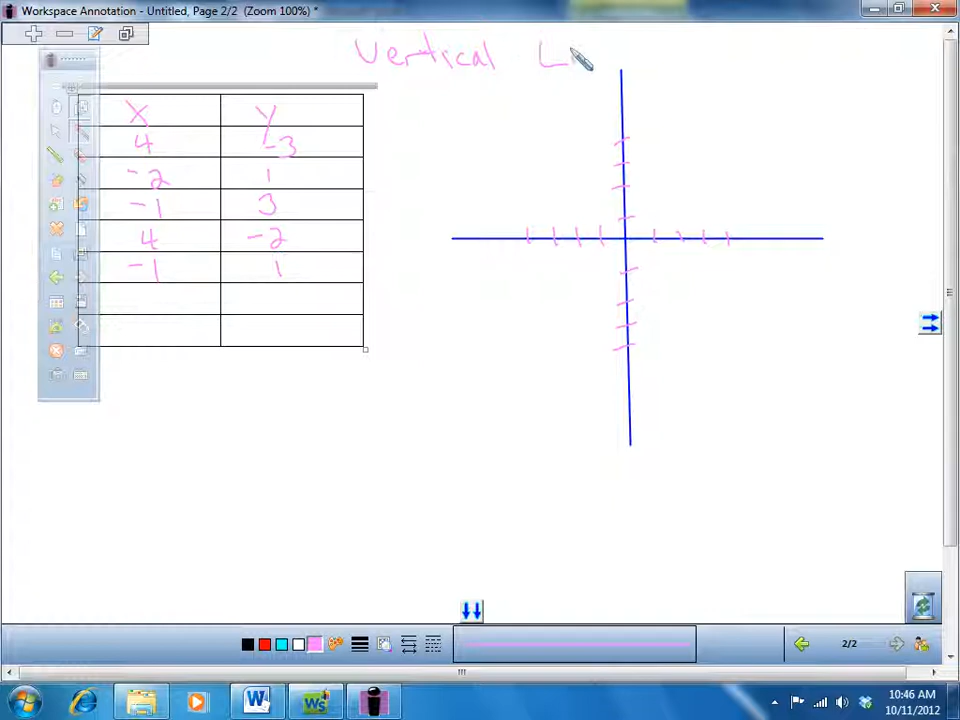 Workspace Annotation - Untitled, Page 2/2 (Zoom 100%) *
Vertical Li
X Y
4 -3
-2 1
-1 3
4 -2
-1 1
2/2
10:46 AM
10/11/2012